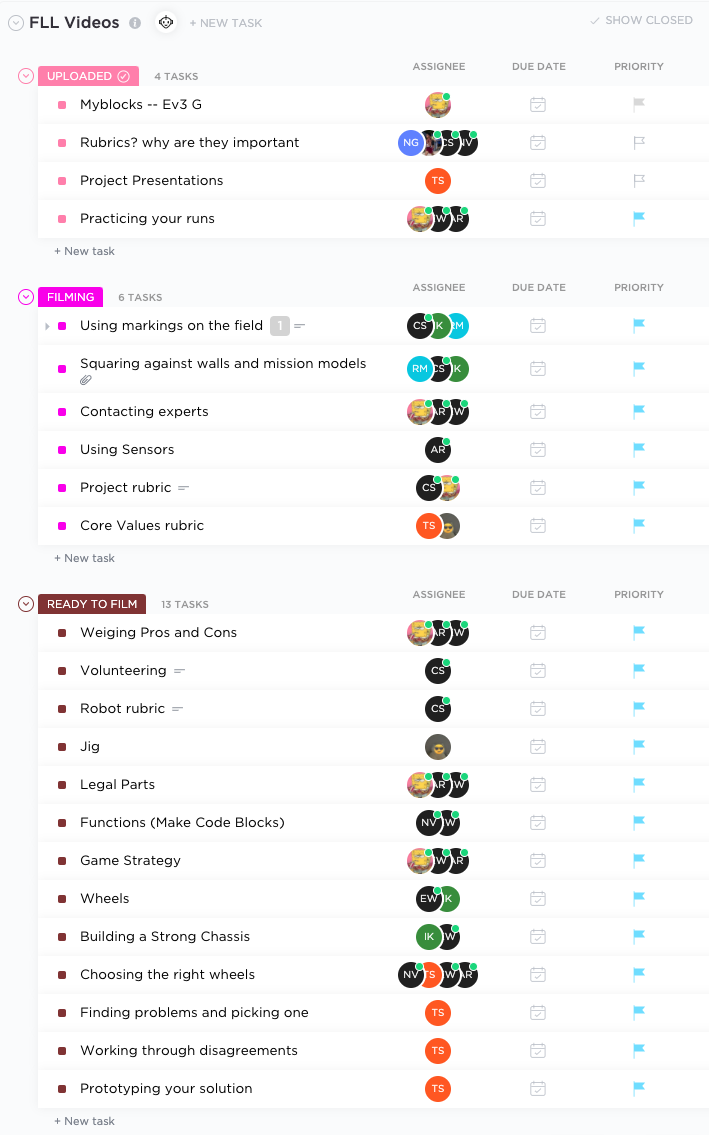 FLL Videos + NEW TASK SHOW CLOSED
UPLOADED 4 TASKS ASSIGNEE DUE DATE PRIORITY
Myblocks -- Ev3 G
Rubrics? why are they important NG CS NV
Project Presentations TS
Practicing your runs AR
+ New task
FILMING 6 TASKS ASSIGNEE DUE DATE PRIORITY
Using markings on the field 1 CS IK RM
Squaring against walls and mission models RM CS IK
Contacting experts AR
Using Sensors AR
Project rubric CS
Core Values rubric TS
+ New task
READY TO FILM 13 TASKS ASSIGNEE DUE DATE PRIORITY
Weiging Pros and Cons AR
Volunteering CS
Robot rubric CS
Jig
Legal Parts AR
Functions (Make Code Blocks) NV
Game Strategy AR
Wheels EW IK
Building a Strong Chassis IK
Choosing the right wheels NV TS AR
Finding problems and picking one TS
Working through disagreements TS
Prototyping your solution TS
+ New task